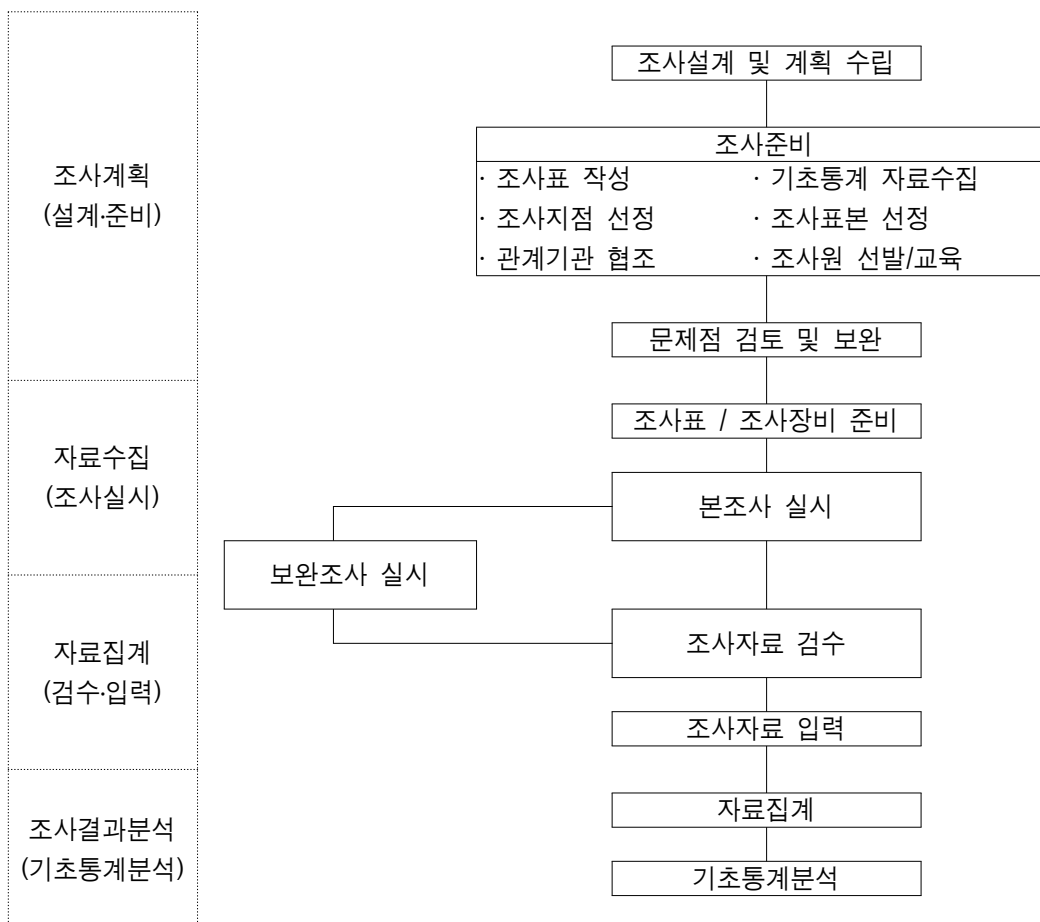 조사설계 및 계획 수립
조사계획
(설계·준비)
조사준비
· 조사표 작성
· 기초통계 자료수집
· 조사지점 선정
· 조사표본 선정
· 관계기관 협조
· 조사원 선발/교육
문제점 검토 및 보완
자료수집
(조사실시)
조사표 / 조사장비 준비
본조사 실시
보완조사 실시
자료집계
(검수·입력)
조사자료 검수
조사자료 입력
조사결과분석
(기초통계분석)
자료집계
기초통계분석